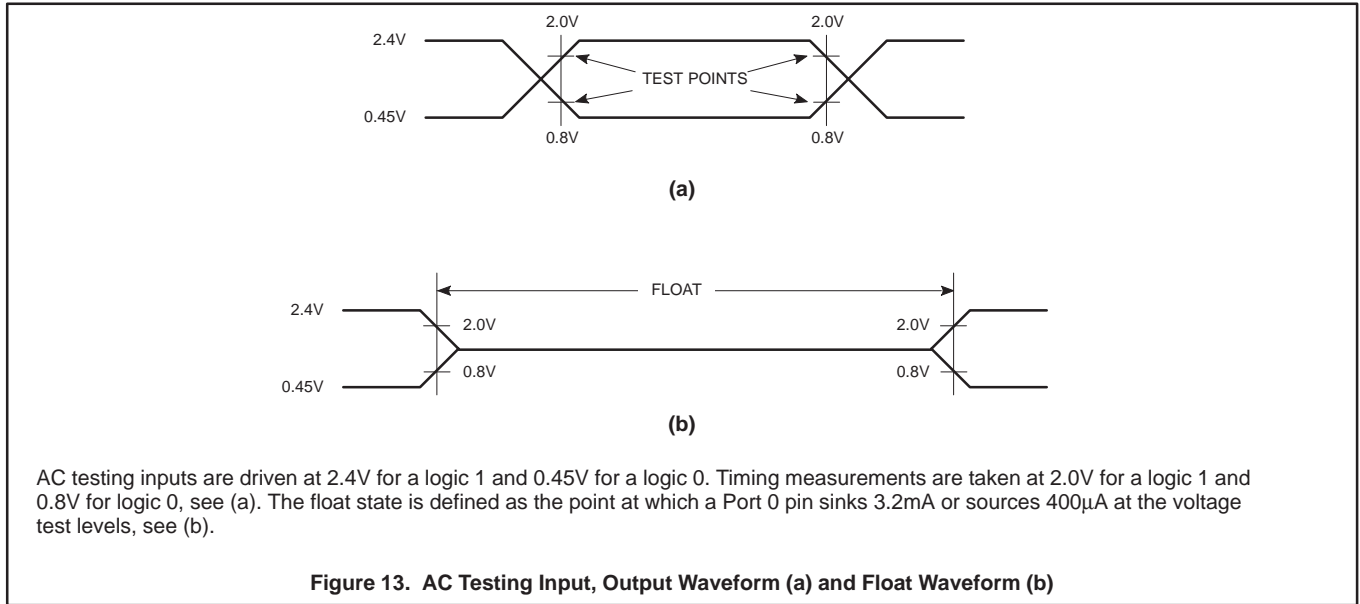 2.0V 2.0V
2.4V
TEST POINTS
0.45V
0.8V 0.8V
(a)
FLOAT
2.4V
2.0V 2.0V
0.8V 0.8V
0.45V
(b)
AC testing inputs are driven at 2.4V for a logic 1 and 0.45V for a logic 0. Timing measurements are taken at 2.0V for a logic 1 and
0.8V for logic 0, see (a). The float state is defined as the point at which a Port 0 pin sinks 3.2mA or sources 400µA at the voltage
test levels, see (b).
Figure 13. AC Testing Input, Output Waveform (a) and Float Waveform (b)